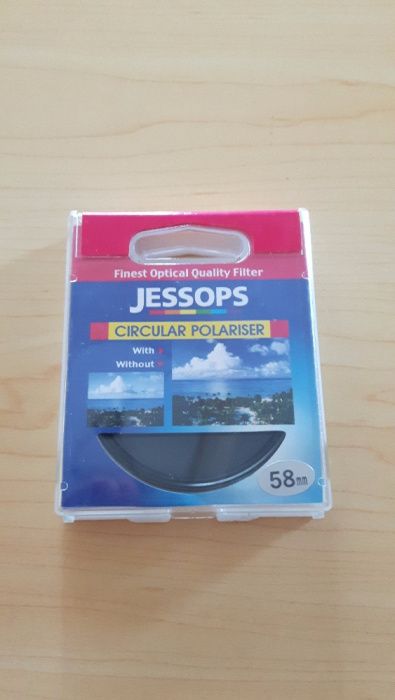 Finest Optical Quality Filter
JESSOPS
CIRCULAR POLARISER
With
Without
58mm